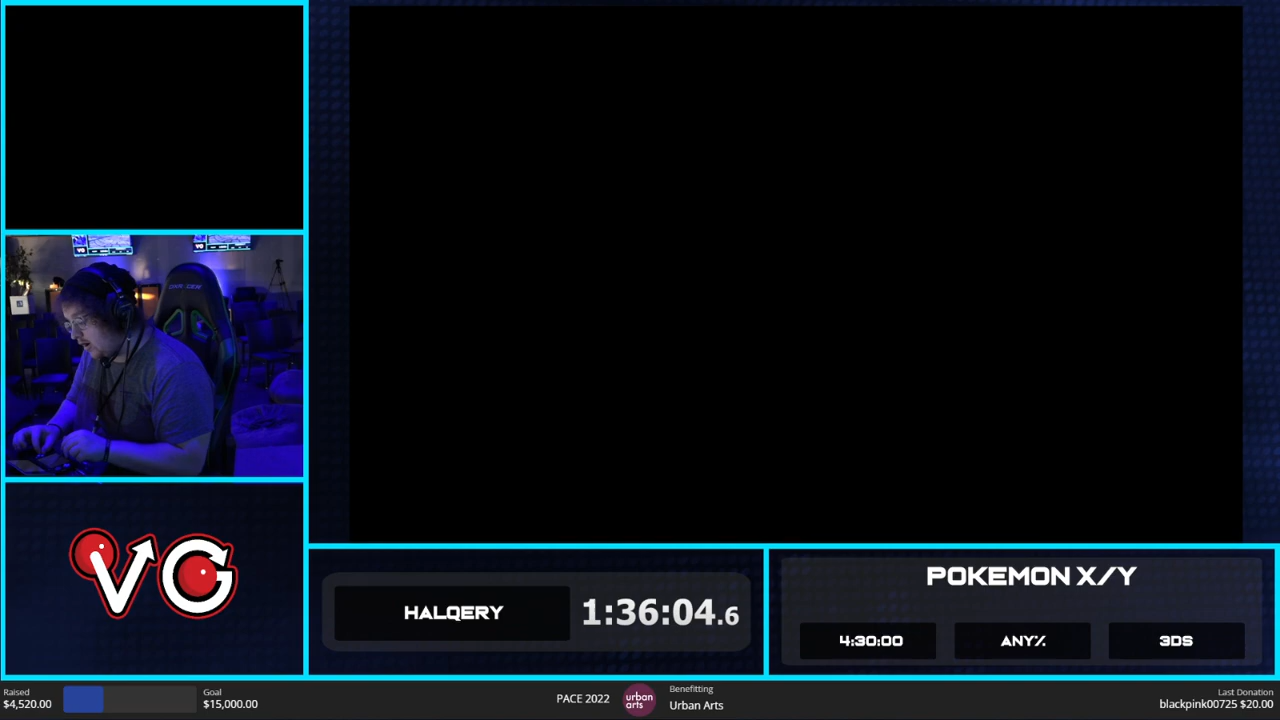 VG
HALQERY
1:36:04.6
POKEMON X/Y
4:30:00
ANY%
3DS
Raised
$4,520.00
Goal
$15,000.00
PACE 2022
urban
arts
Benefitting
Urban Arts
Last Donation
blackpink00725 $20.00